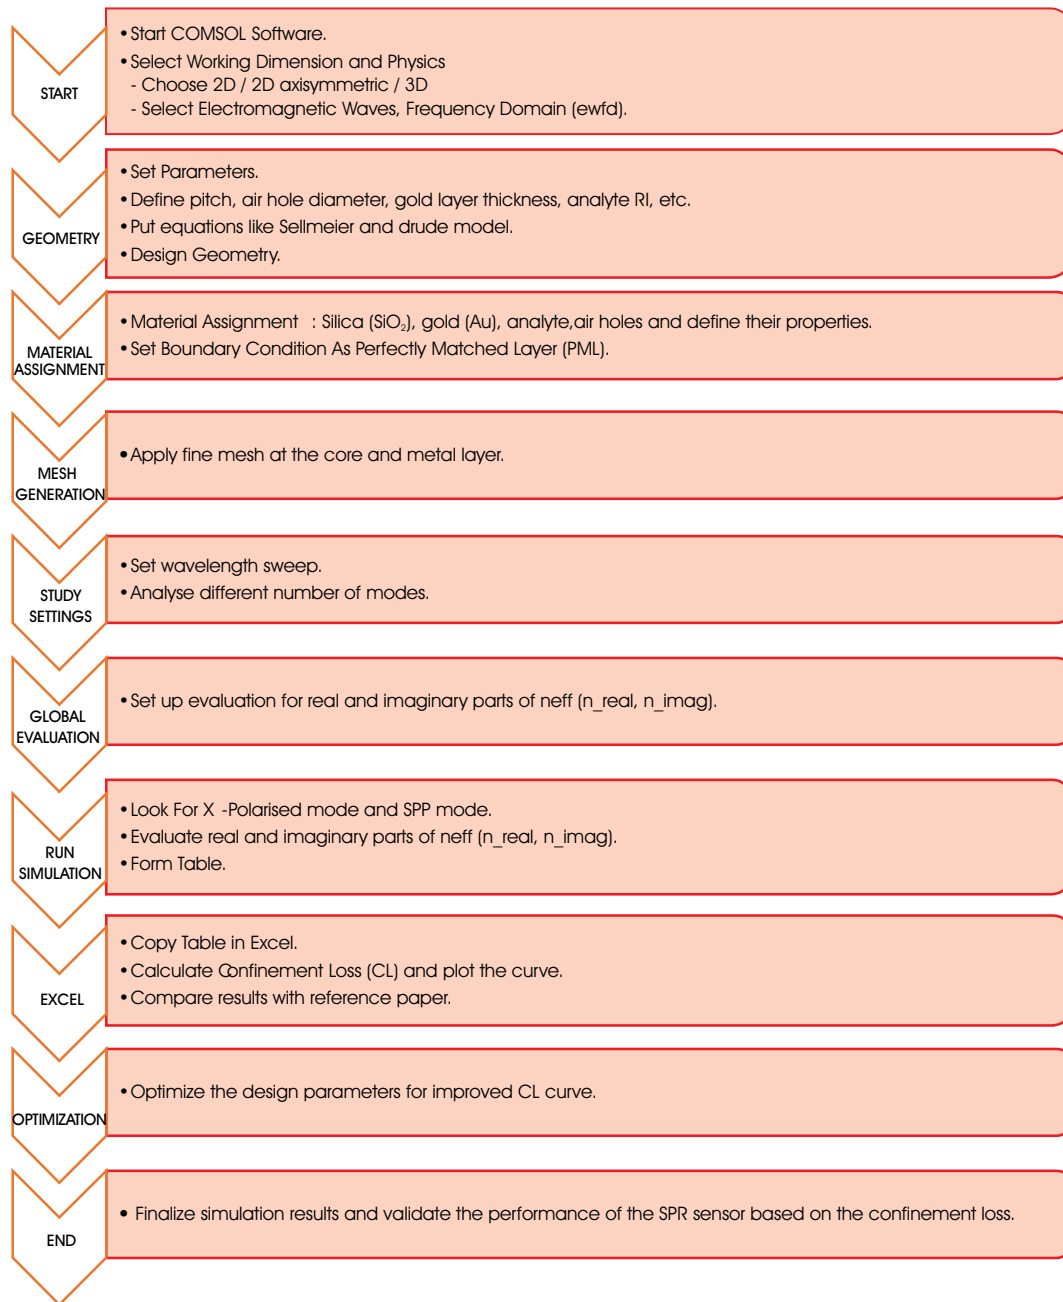 START
•Start COMSOL Software.
•Select Working Dimension and Physics
- Choose 2D / 2D axisymmetric / 3D
- Select Electromagnetic Waves, Frequency Domain (ewfd).
GEOMETRY
•Set Parameters.
•Define pitch, air hole diameter, gold layer thickness, analyte RI, etc.
•Put equations like Sellmeier and drude model.
•Design Geometry.
MATERIAL
ASSIGNMENT
•Material Assignment : Silica (SiO₂), gold (Au), analyte,air holes and define their properties.
•Set Boundary Condition As Perfectly Matched Layer (PML).
MESH
GENERATION
•Apply fine mesh at the core and metal layer.
STUDY
SETTINGS
•Set wavelength sweep.
•Analyse different number of modes.
GLOBAL
EVALUATION
•Set up evaluation for real and imaginary parts of neff (n_real, n_imag).
RUN
SIMULATION
•Look For X -Polarised mode and SPP mode.
•Evaluate real and imaginary parts of neff (n_real, n_imag).
•Form Table.
EXCEL
•Copy Table in Excel.
•Calculate Confinement Loss (CL) and plot the curve.
•Compare results with reference paper.
OPTIMIZATION
•Optimize the design parameters for improved CL curve.
END
• Finalize simulation results and validate the performance of the SPR sensor based on the confinement loss.